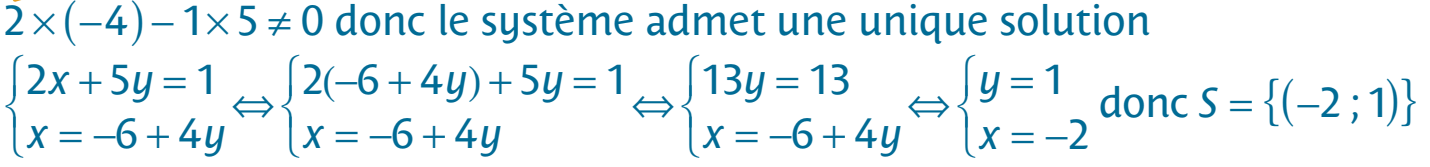 2×(−4)−1×5 ≠ 0 donc le système admet une unique solution
{2x + 5y = 1 ⇔ {2(−6 + 4y) + 5y = 1 ⇔ {13y = 13 ⇔ {y = 1 donc S = {(−2 ; 1)}
x = −6 + 4y x = −6 + 4y x = −6 + 4y x = −2